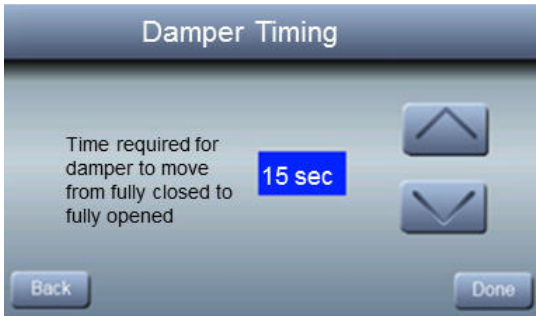 Damper Timing
Time required for
damper to move
from fully closed to
fully opened
15 sec
Back
Done